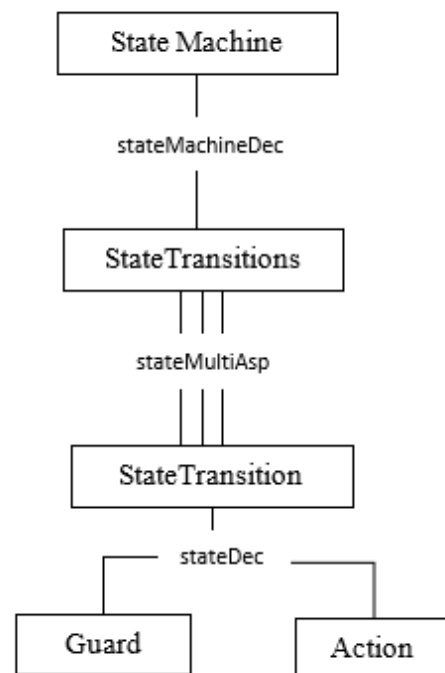 State Machine
stateMachineDec
StateTransitions
stateMultiAsp
StateTransition
stateDec
Guard
Action